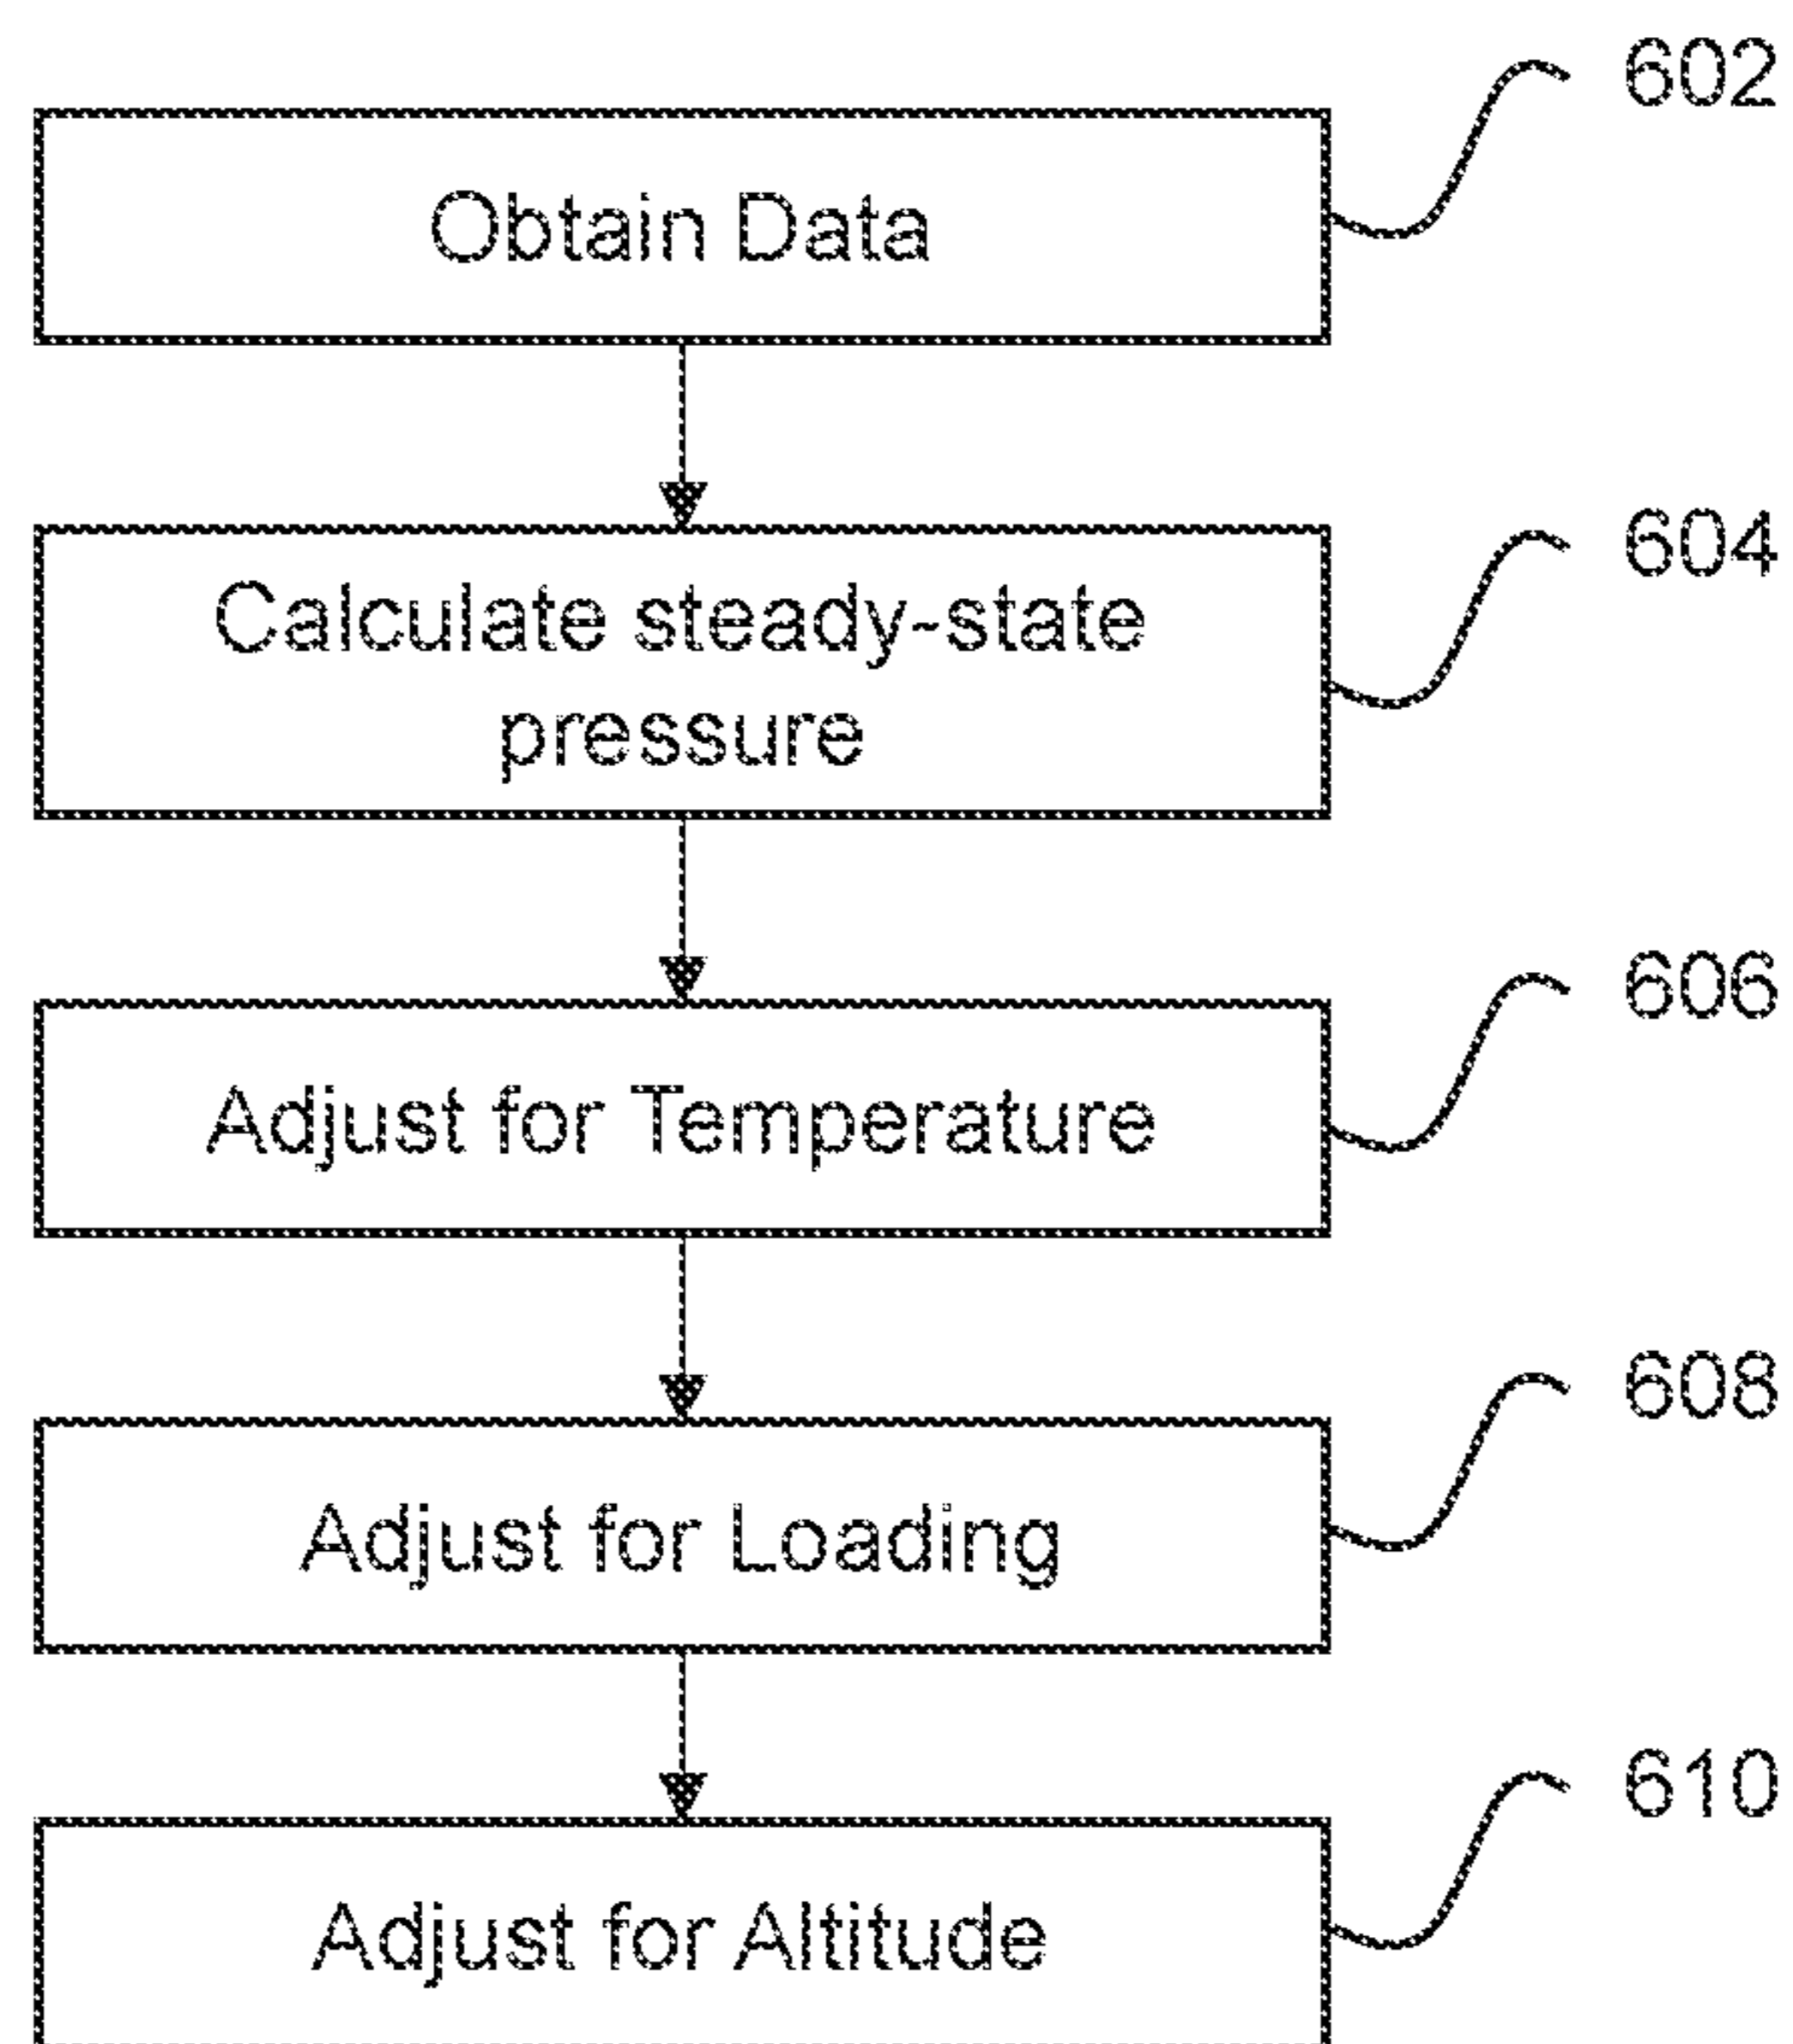 602
Obtain Data
604
Calculate steady-state
pressure
606
Adjust for Temperature
608
Adjust for Loading
610
Adjust for Altitude